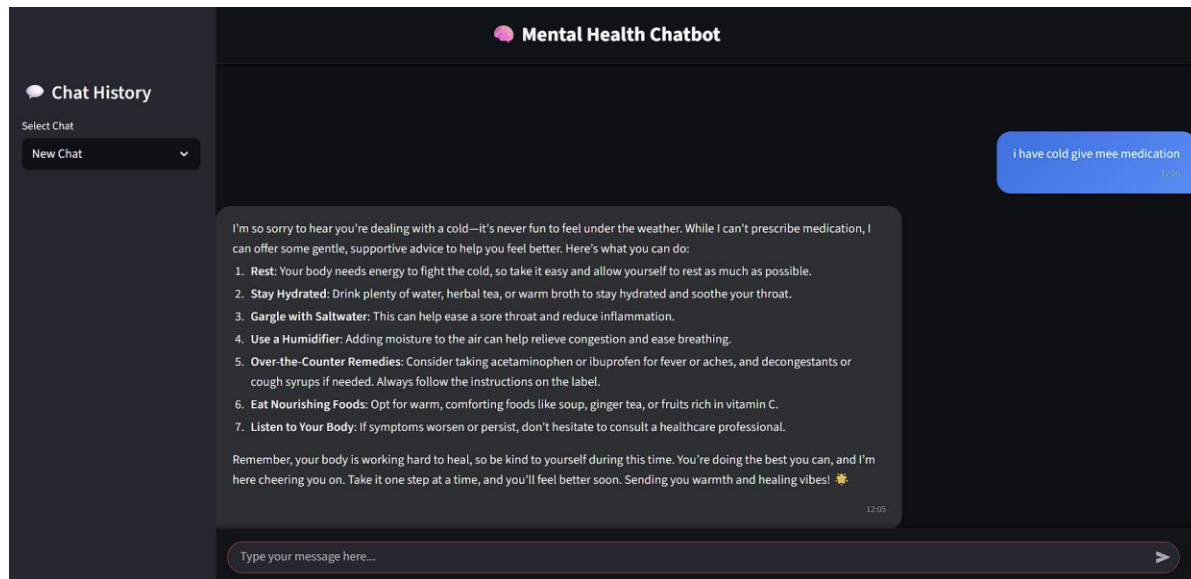 🧠 Mental Health Chatbot
💬 Chat History
Select Chat
New Chat
i have cold give mee medication
12:05
I'm so sorry to hear you're dealing with a cold—it's never fun to feel under the weather. While I can't prescribe medication, I
can offer some gentle, supportive advice to help you feel better. Here's what you can do:
1. Rest: Your body needs energy to fight the cold, so take it easy and allow yourself to rest as much as possible.
2. Stay Hydrated: Drink plenty of water, herbal tea, or warm broth to stay hydrated and soothe your throat.
3. Gargle with Saltwater: This can help ease a sore throat and reduce inflammation.
4. Use a Humidifier: Adding moisture to the air can help relieve congestion and ease breathing.
5. Over-the-Counter Remedies: Consider taking acetaminophen or ibuprofen for fever or aches, and decongestants or
cough syrups if needed. Always follow the instructions on the label.
6. Eat Nourishing Foods: Opt for warm, comforting foods like soup, ginger tea, or fruits rich in vitamin C.
7. Listen to Your Body: If symptoms worsen or persist, don't hesitate to consult a healthcare professional.
Remember, your body is working hard to heal, so be kind to yourself during this time. You're doing the best you can, and I'm
here cheering you on. Take it one step at a time, and you'll feel better soon. Sending you warmth and healing vibes! 🌟
12:05
Type your message here...